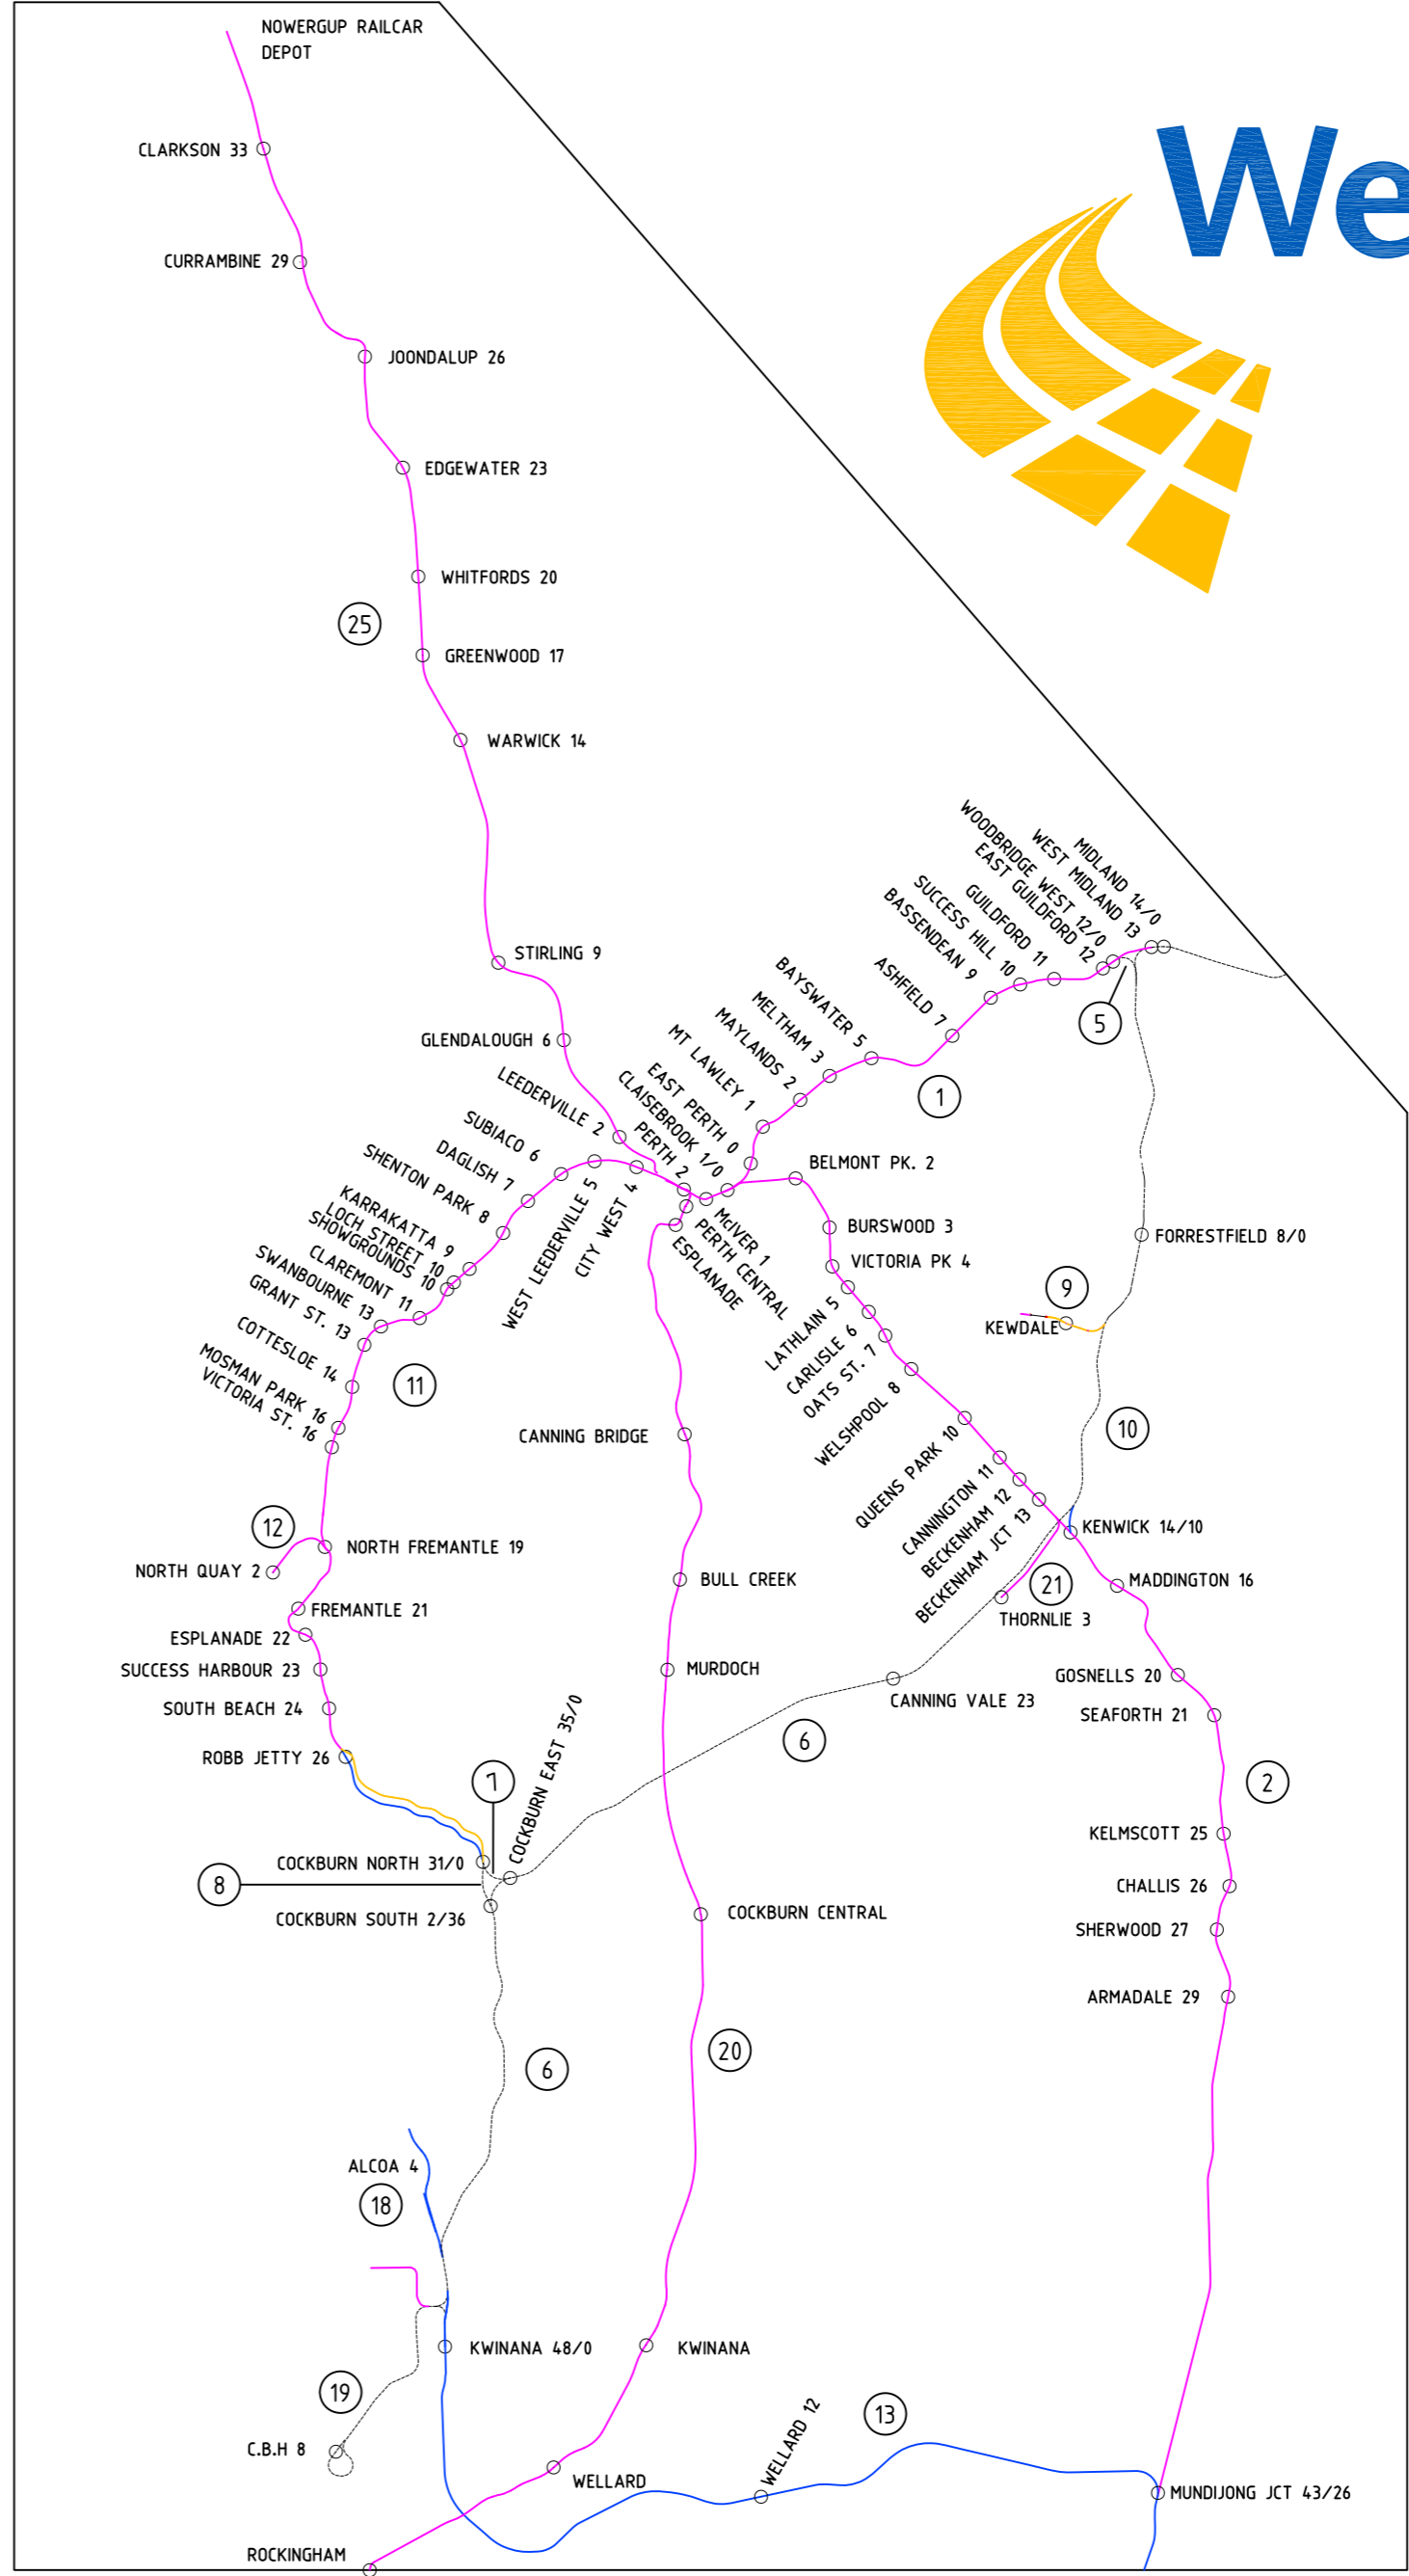 NOWERGUP RAILCAR
DEPOT
We
CLARKSON 33
CURRAMBINE 29
JOONDALUP 26
EDGEWATER 23
WHITFORDS 20
25
GREENWOOD 17
WARWICK 14
STIRLING 9
GLENDALOUGH 6
LEEDERVILLE 2
MIDLAND 14/0
WEST MIDLAND 13
WOODBRIDGE WEST 12/0
EAST GUILDFORD 12
GUILDFORD 11
SUCCESS HILL 10
BASSENDEAN 9
ASHFIELD 7
BAYSWATER 5
MELTHAM 3
MAYLANDS 2
MT LAWLEY 1
EAST PERTH 0
CLAISEBROOK 1/0
PERTH 2
5
1
SUBIACO 6
DAGLISH 7
SHENTON PARK 8
KARRAKATTA 9
LOCH STREET 10
SHOWGROUNDS 10
CLAREMONT 11
SWANBOURNE 13
GRANT ST. 13
COTTESLOE 14
MOSMAN PARK 16
VICTORIA ST. 16
WEST LEEDERVILLE 5
CITY WEST 4
McIVER 1
PERTH CENTRAL
ESPLANADE
BELMONT PK. 2
BURSWOOD 3
VICTORIA PK 4
LATHLAIN 5
CARLISLE 6
OATS ST. 7
WELSHPOOL 8
QUEENS PARK 10
CANNINGTON 11
BECKENHAM 12
BECKENHAM JCT 13
FORRESTFIELD 8/0
9
KEWDALE
11
10
CANNING BRIDGE
12
NORTH FREMANTLE 19
NORTH QUAY 2
KENWICK 14/10
MADDINGTON 16
21
THORNLIE 3
BULL CREEK
FREMANTLE 21
ESPLANADE 22
SUCCESS HARBOUR 23
SOUTH BEACH 24
ROBB JETTY 26
MURDOCH
CANNING VALE 23
GOSNELLS 20
SEAFORTH 21
6
7
COCKBURN EAST 35/0
2
KELMSCOTT 25
COCKBURN NORTH 31/0
8
COCKBURN SOUTH 2/36
COCKBURN CENTRAL
CHALLIS 26
SHERWOOD 27
ARMADALE 29
20
6
ALCOA 4
18
KWINANA 48/0
KWINANA
19
C.B.H 8
WELLARD
WELLARD 12
13
MUNDIJONG JCT 43/26
ROCKINGHAM